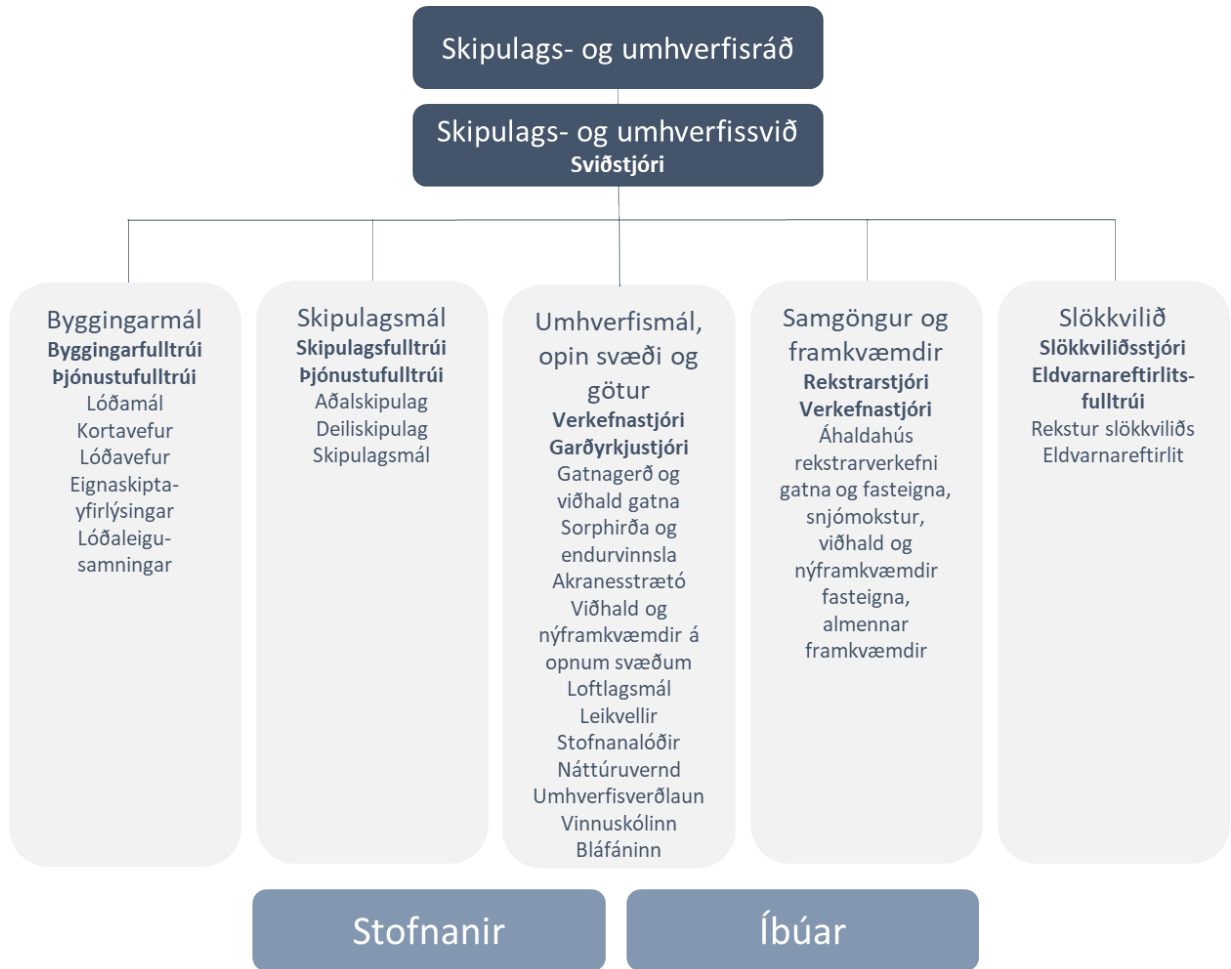 Skipulags- og umhverfisráð
Skipulags- og umhverfissvið
Sviðstjóri
Byggingarmál
Byggingarfulltrúi
Þjónustufulltrúi
Lóðamál
Kortavefur
Lóðavefur
Eignaskipta-
yfirlýsingar
Lóðaleigu-
samningar
Skipulagsmál
Skipulagsfulltrúi
Þjónustufulltrúi
Aðalskipulag
Deiliskipulag
Skipulagsmál
Umhverfismál,
opin svæði og
götur
Verkefnastjóri
Garðyrkjustjóri
Gatnagerð og
viðhald gatna
Sorphirða og
endurvinnsla
Akranesstrætó
Viðhald og
nýframkvæmdir á
opnum svæðum
Loftlagsmál
Leikvellir
Stofnanalóðir
Náttúruvernd
Umhverfisverðlaun
Vinnuskólinn
Bláfáninn
Samgöngur og
framkvæmdir
Rekstrarstjóri
Verkefnastjóri
Áhaldahús
rekstrarverkefni
gatna og fasteigna,
snjómokstur,
viðhald og
nýframkvæmdir
fasteigna,
almennar
framkvæmdir
Slökkvilið
Slökkviliðsstjóri
Eldvarnareftirlits-
fulltrúi
Rekstur slökkviliðs
Eldvarnareftirlit
Stofnanir
Íbúar